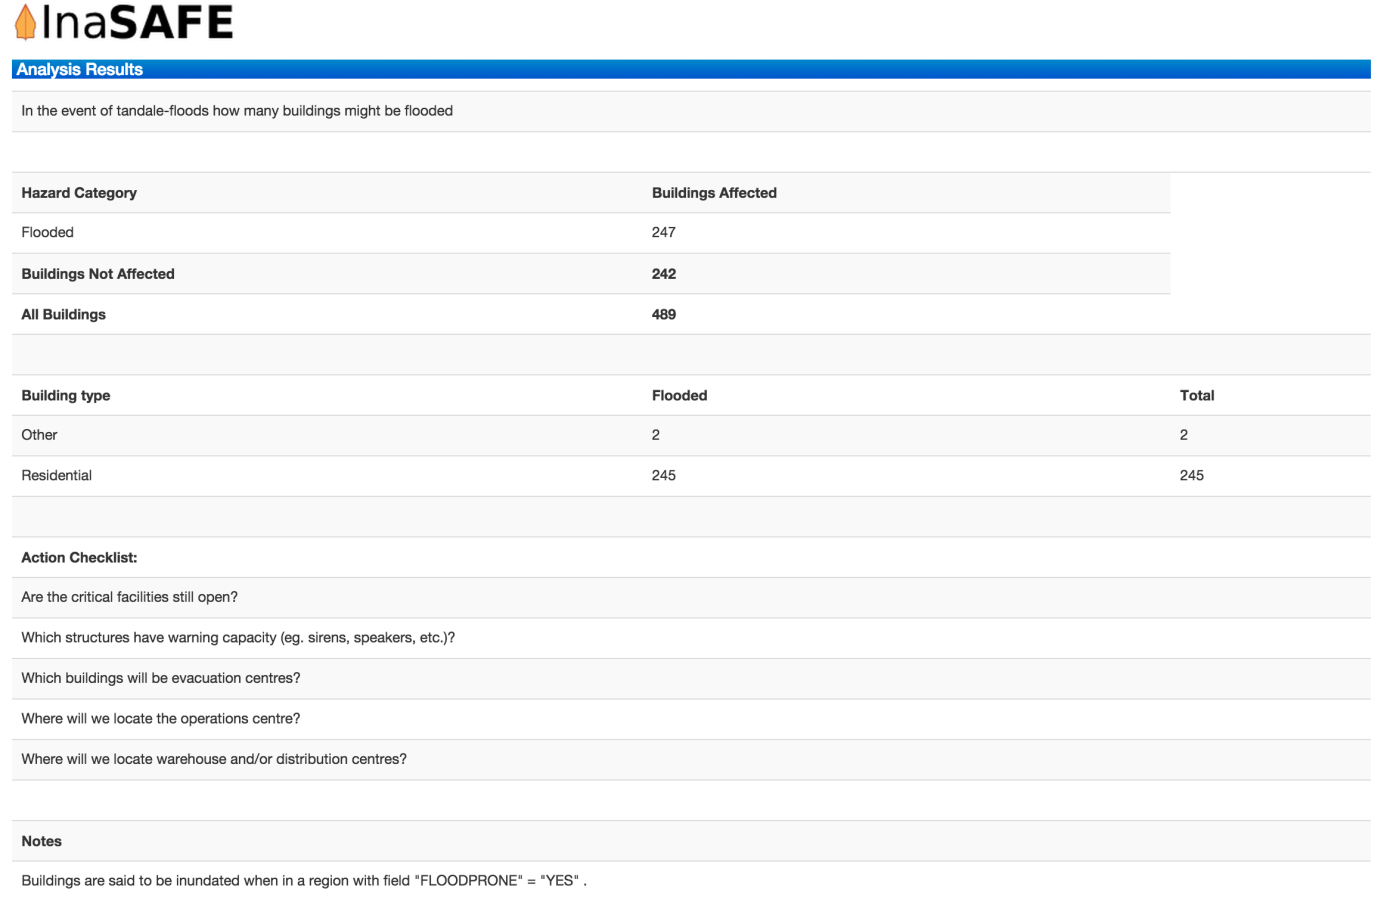 InaSAFE
Analysis Results
In the event of tandale-floods how many buildings might be flooded
Hazard Category Buildings Affected
Flooded 247
Buildings Not Affected 242
All Buildings 489
Building type Flooded Total
Other 2 2
Residential 245 245
Action Checklist:
Are the critical facilities still open?
Which structures have warning capacity (eg. sirens, speakers, etc.)?
Which buildings will be evacuation centres?
Where will we locate the operations centre?
Where will we locate warehouse and/or distribution centres?
Notes
Buildings are said to be inundated when in a region with field "FLOODPRONE" = "YES" .